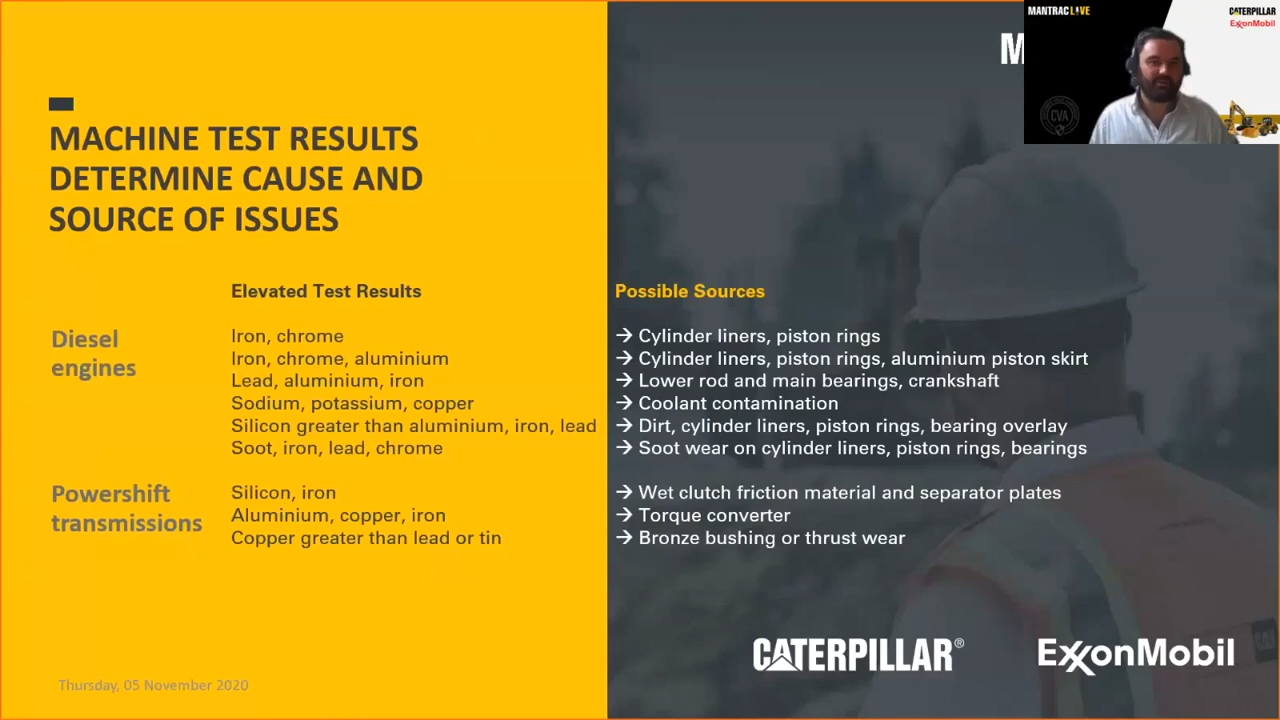 MANTRAC LIVE
CATERPILLAR
ExxonMobil
M
CVA
MACHINE TEST RESULTS
DETERMINE CAUSE AND
SOURCE OF ISSUES
Elevated Test Results
Possible Sources
Diesel
engines
Iron, chrome → Cylinder liners, piston rings
Iron, chrome, aluminium → Cylinder liners, piston rings, aluminium piston skirt
Lead, aluminium, iron → Lower rod and main bearings, crankshaft
Sodium, potassium, copper → Coolant contamination
Silicon greater than aluminium, iron, lead → Dirt, cylinder liners, piston rings, bearing overlay
Soot, iron, lead, chrome → Soot wear on cylinder liners, piston rings, bearings
Powershift
transmissions
Silicon, iron → Wet clutch friction material and separator plates
Aluminium, copper, iron → Torque converter
Copper greater than lead or tin → Bronze bushing or thrust wear
CATERPILLAR®
ExxonMobil
Thursday, 05 November 2020